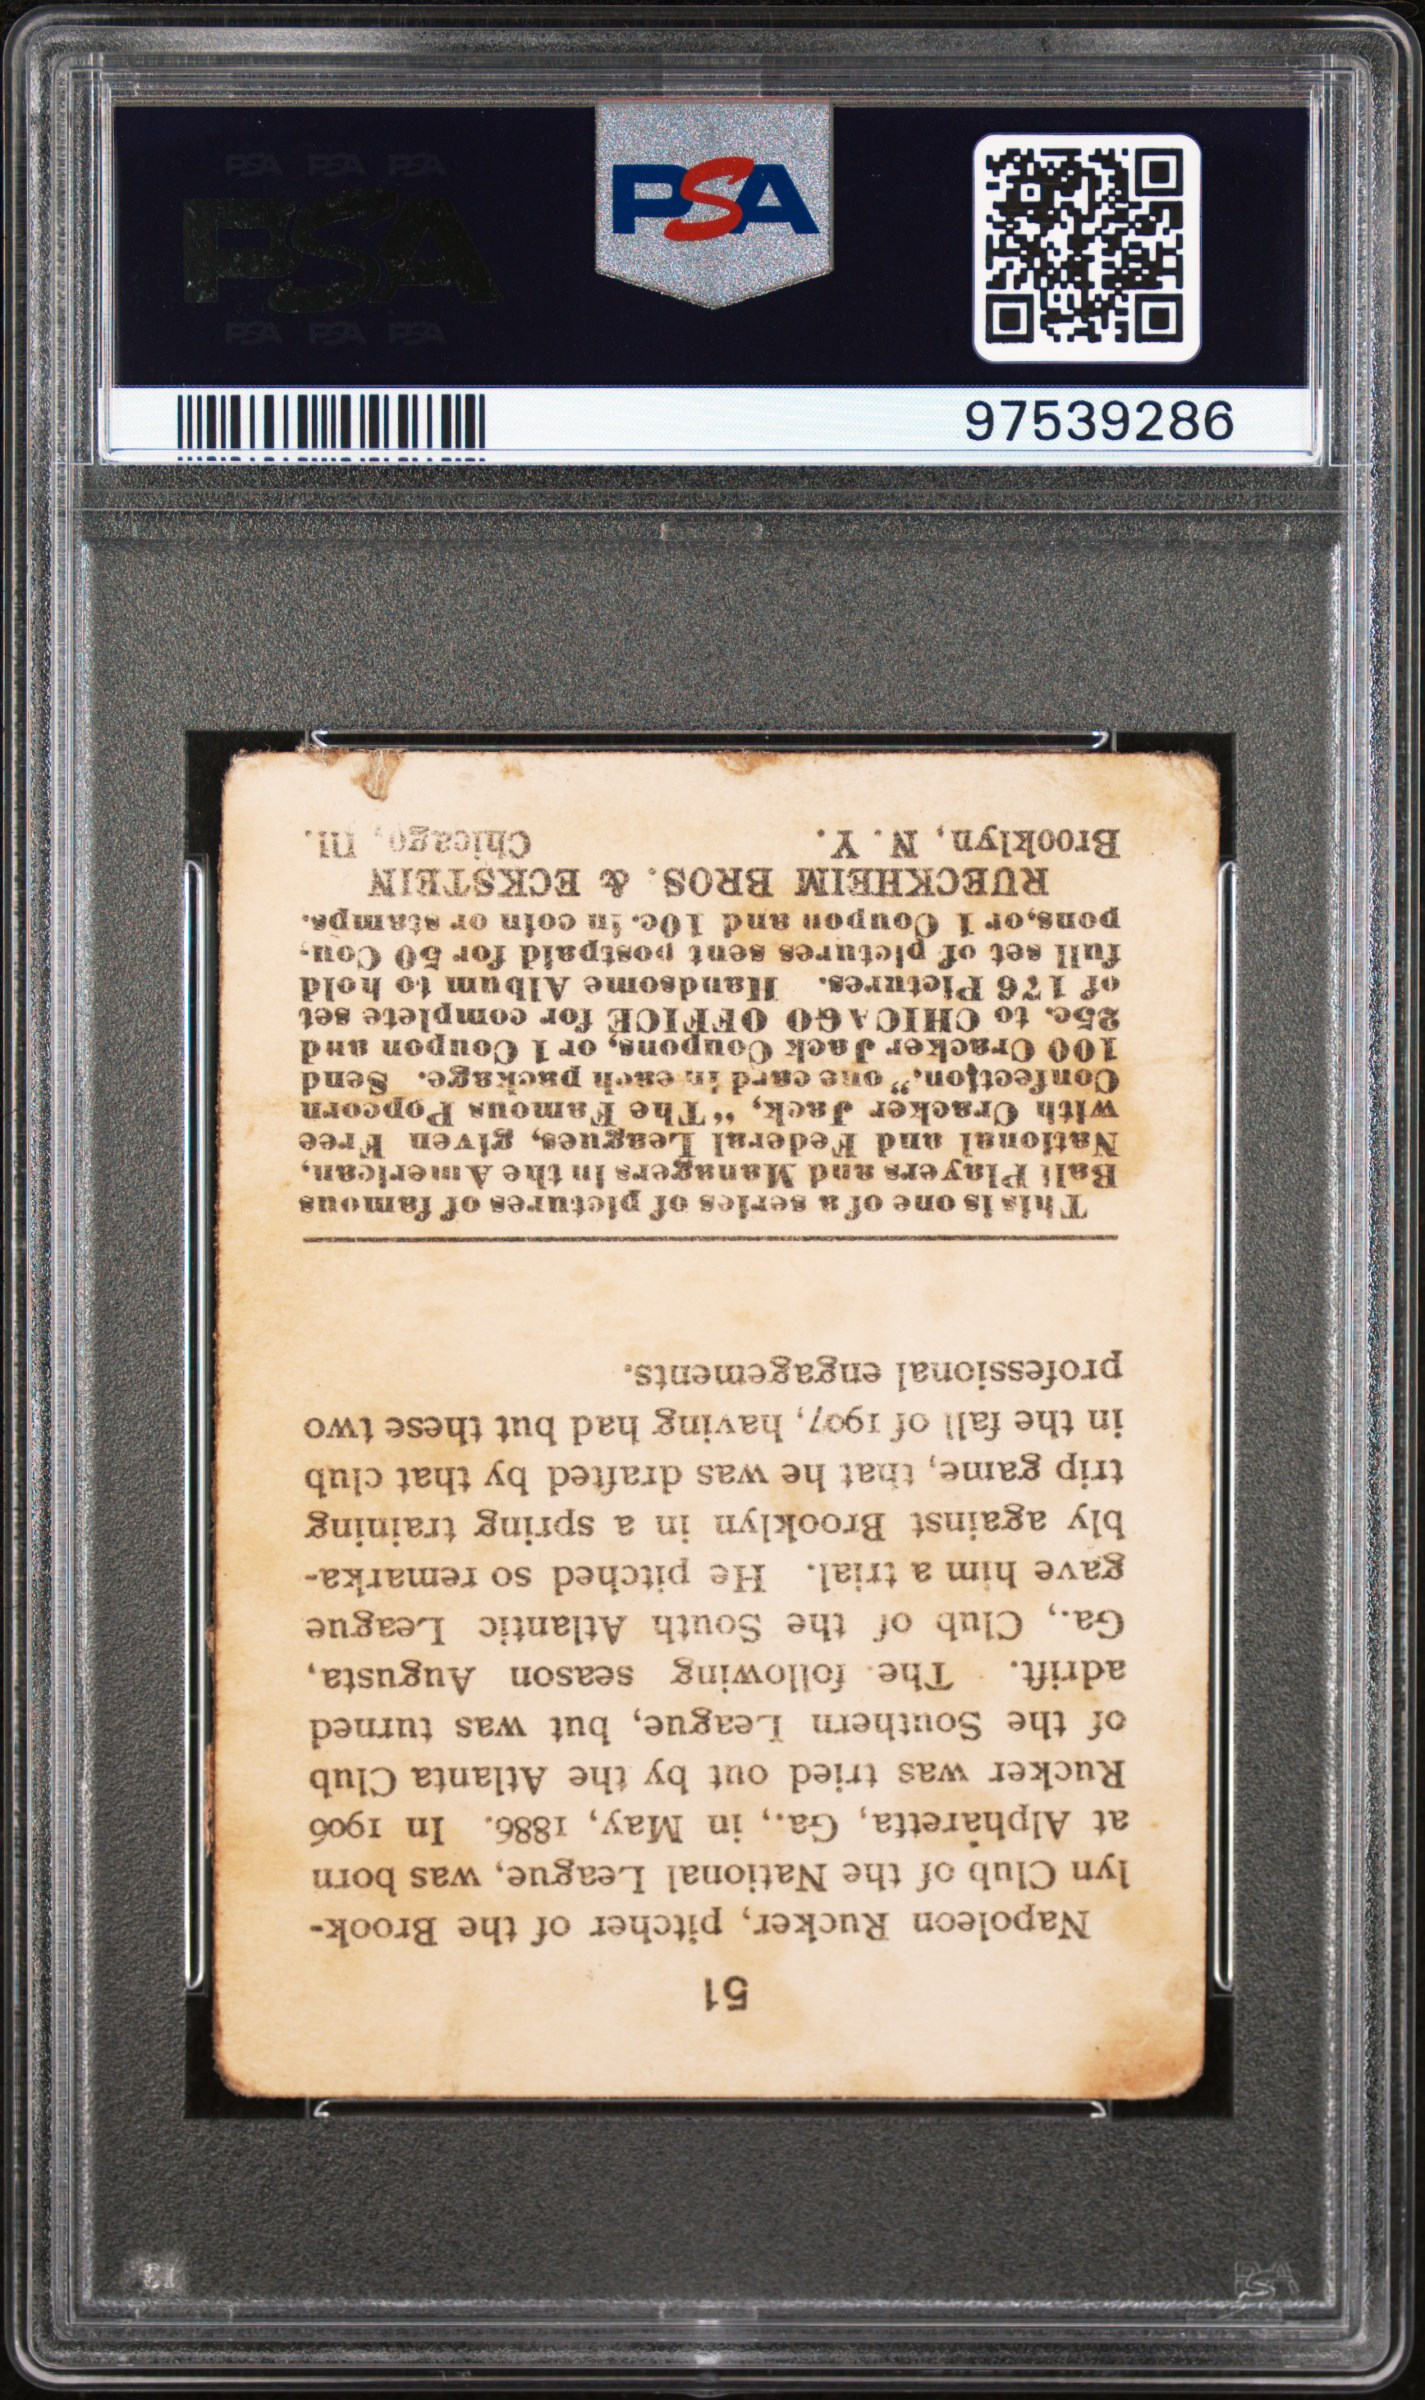 PSA PSA PSA
PSA
PSA PSA PSA
PSA
97539286
51
Napoleon Rucker, pitcher of the Brook-
lyn Club of the National League, was born
at Alpharetta, Ga., in May, 1886. In 1906
Rucker was tried out by the Atlanta Club
of the Southern League, but was turned
adrift. The following season Augusta,
Ga., Club of the South Atlantic League
gave him a trial. He pitched so remarka-
bly against Brooklyn in a spring training
trip game, that he was drafted by that club
in the fall of 1907, having had but these two
professional engagements.
This is one of a series of pictures of famous
Ball Players and Managers in the American,
National and Federal Leagues, given Free
with Cracker Jack, "The Famous Popcorn
Confection," one card in each package. Send
100 Cracker Jack Coupons, or 1 Coupon and
25c. to CHICAGO OFFICE for complete set
of 176 Pictures. Handsome Album to hold
full set of pictures sent postpaid for 50 Cou-
pons, or 1 Coupon and 10c. in coin or stamps.
RUECKHEIM BROS. & ECKSTEIN
Brooklyn, N. Y. Chicago, Ill.
PSA